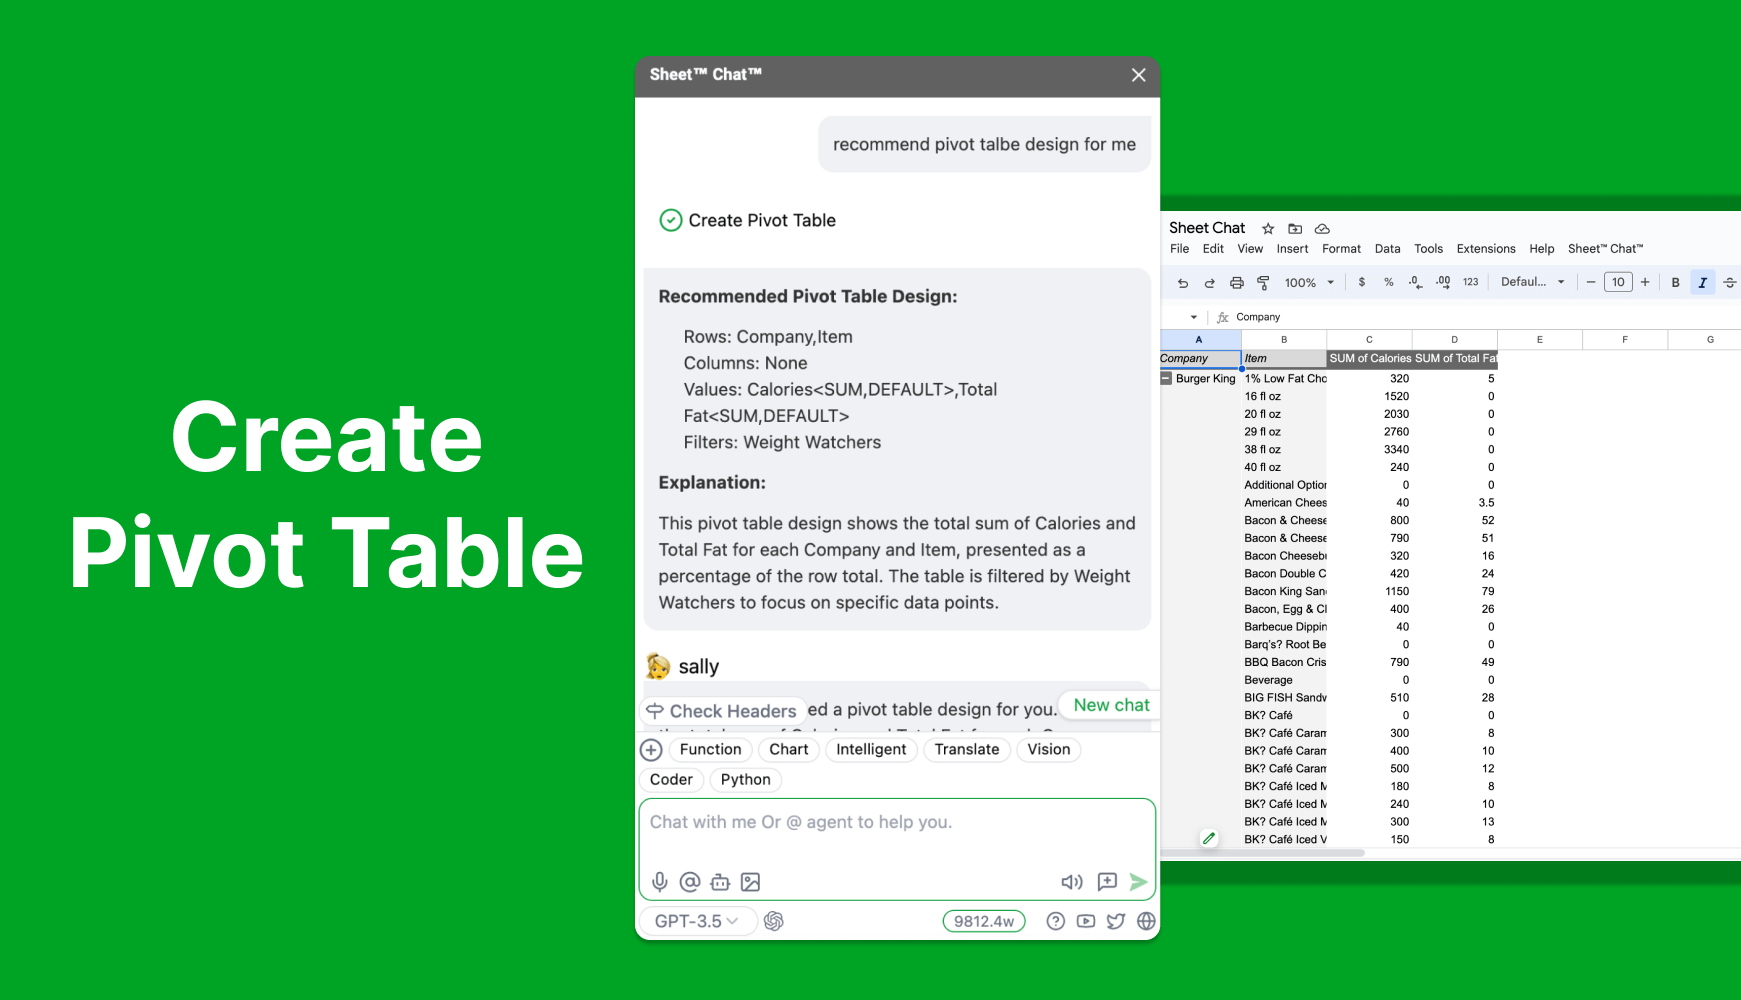 Create
Pivot Table
Sheet™ Chat™
recommend pivot talbe design for me
Create Pivot Table
Recommended Pivot Table Design:
Rows: Company,Item
Columns: None
Values: Calories<SUM,DEFAULT>,Total
Fat<SUM,DEFAULT>
Filters: Weight Watchers
Explanation:
This pivot table design shows the total sum of Calories and
Total Fat for each Company and Item, presented as a
percentage of the row total. The table is filtered by Weight
Watchers to focus on specific data points.
sally
Check Headers ed a pivot table design for you. New chat
Function Chart Intelligent Translate Vision
Coder Python
Chat with me Or @ agent to help you.
GPT-3.5 9812.4w
Sheet Chat
File Edit View Insert Format Data Tools Extensions Help Sheet™ Chat™
100% $ % .0 .00 123 Defaul... − 10 + B I S
fx Company
A B C D E F G
Company Item SUM of Calories SUM of Total Fat
Burger King 1% Low Fat Cho 320 5
16 fl oz 1520 0
20 fl oz 2030 0
29 fl oz 2760 0
38 fl oz 3340 0
40 fl oz 240 0
Additional Option 0 0
American Chees 40 3.5
Bacon & Cheese 800 52
Bacon & Cheese 790 51
Bacon Cheesebu 320 16
Bacon Double C 420 24
Bacon King San 1150 79
Bacon, Egg & Cl 400 26
Barbecue Dippin 40 0
Barq's? Root Be 0 0
BBQ Bacon Cris 790 49
Beverage 0 0
BIG FISH Sandw 510 28
BK? Café 0 0
BK? Café Caram 300 8
BK? Café Caram 400 10
BK? Café Caram 500 12
BK? Café Iced M 180 8
BK? Café Iced M 240 10
BK? Café Iced M 300 13
BK? Café Iced V 150 8